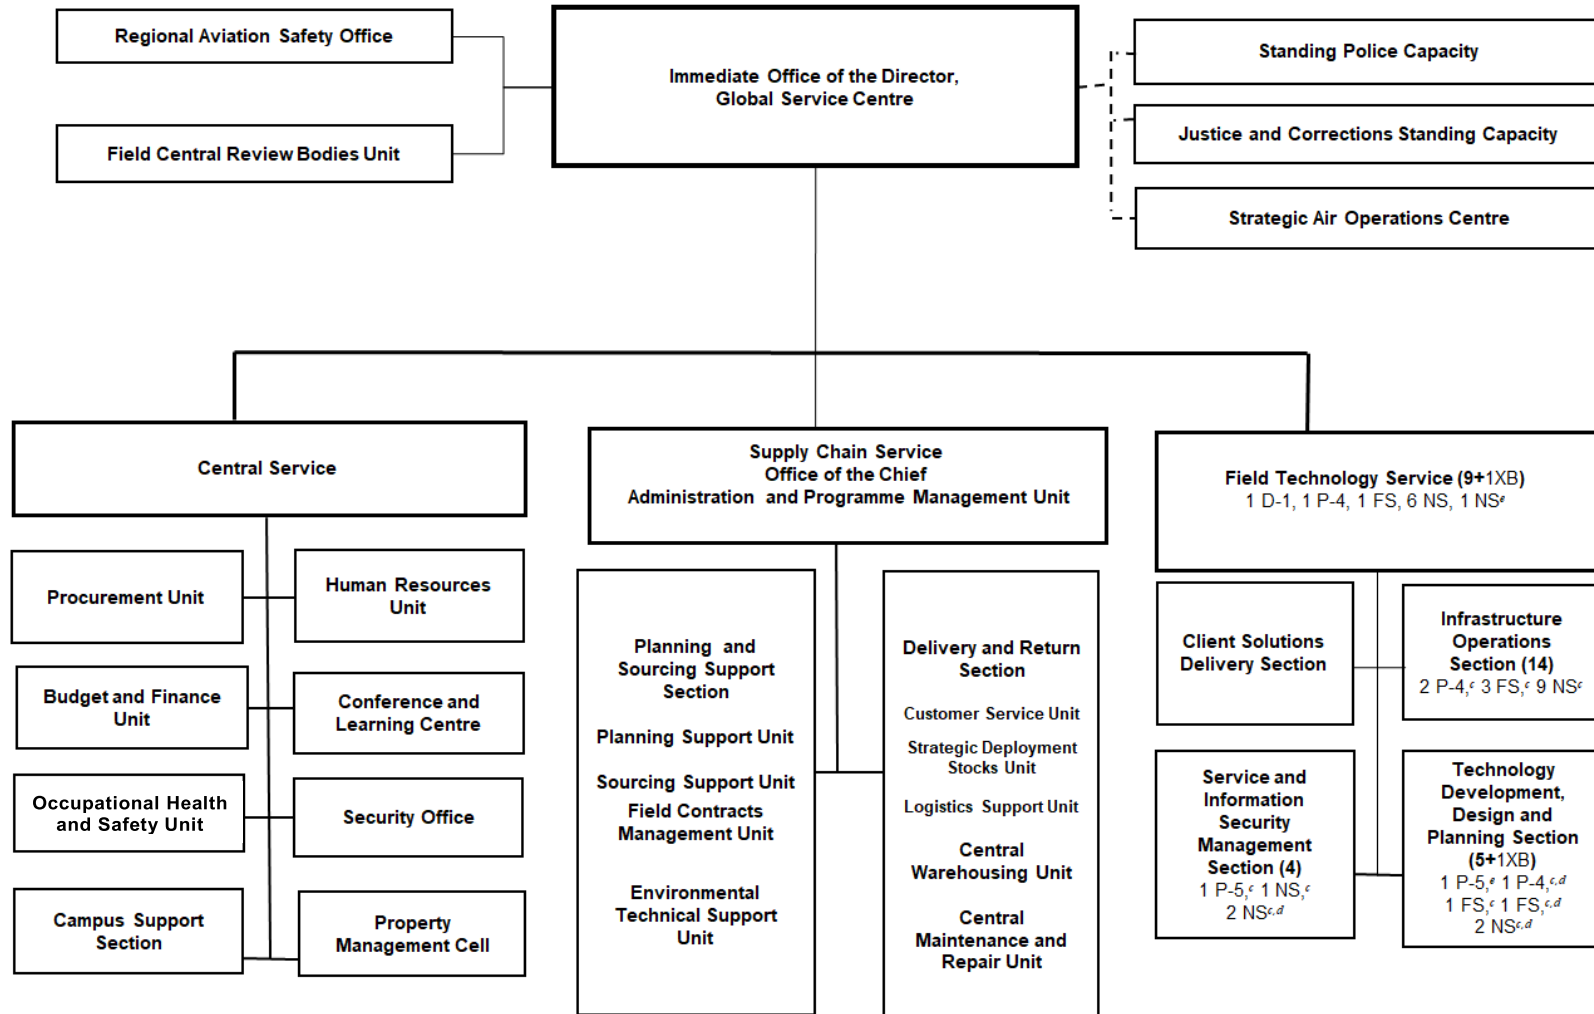 Regional Aviation Safety Office
Field Central Review Bodies Unit
Immediate Office of the Director,
Global Service Centre
Standing Police Capacity
Justice and Corrections Standing Capacity
Strategic Air Operations Centre
Central Service
Procurement Unit
Human Resources
Unit
Budget and Finance
Unit
Conference and
Learning Centre
Occupational Health
and Safety Unit
Security Office
Campus Support
Section
Property
Management Cell
Supply Chain Service
Office of the Chief
Administration and Programme Management Unit
Planning and
Sourcing Support
Section
Planning Support Unit
Sourcing Support Unit
Field Contracts
Management Unit
Environmental
Technical Support
Unit
Delivery and Return
Section
Customer Service Unit
Strategic Deployment
Stocks Unit
Logistics Support Unit
Central
Warehousing Unit
Central
Maintenance and
Repair Unit
Field Technology Service (9+1XB)
1 D-1, 1 P-4, 1 FS, 6 NS, 1 NSᵉ
Client Solutions
Delivery Section
Infrastructure
Operations
Section (14)
2 P-4,ᶜ 3 FS,ᶜ 9 NSᶜ
Service and
Information
Security
Management
Section (4)
1 P-5,ᶜ 1 NS,ᶜ
2 NSᶜ,ᵈ
Technology
Development,
Design and
Planning Section
(5+1XB)
1 P-5,ᵉ 1 P-4,ᶜ,ᵈ
1 FS,ᶜ 1 FS,ᶜ,ᵈ
2 NSᶜ,ᵈ